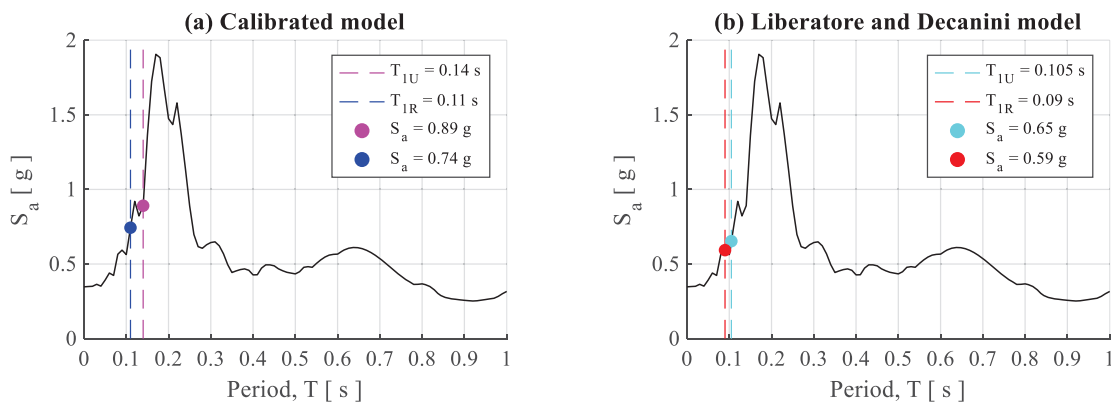 (a) Calibrated model
2
1.5
1
0.5
0
S_a [ g ]
0 0.1 0.2 0.3 0.4 0.5 0.6 0.7 0.8 0.9 1
Period, T [ s ]
T_1U = 0.14 s
T_1R = 0.11 s
S_a = 0.89 g
S_a = 0.74 g
(b) Liberatore and Decanini model
2
1.5
1
0.5
0
S_a [ g ]
0 0.1 0.2 0.3 0.4 0.5 0.6 0.7 0.8 0.9 1
Period, T [ s ]
T_1U = 0.105 s
T_1R = 0.09 s
S_a = 0.65 g
S_a = 0.59 g